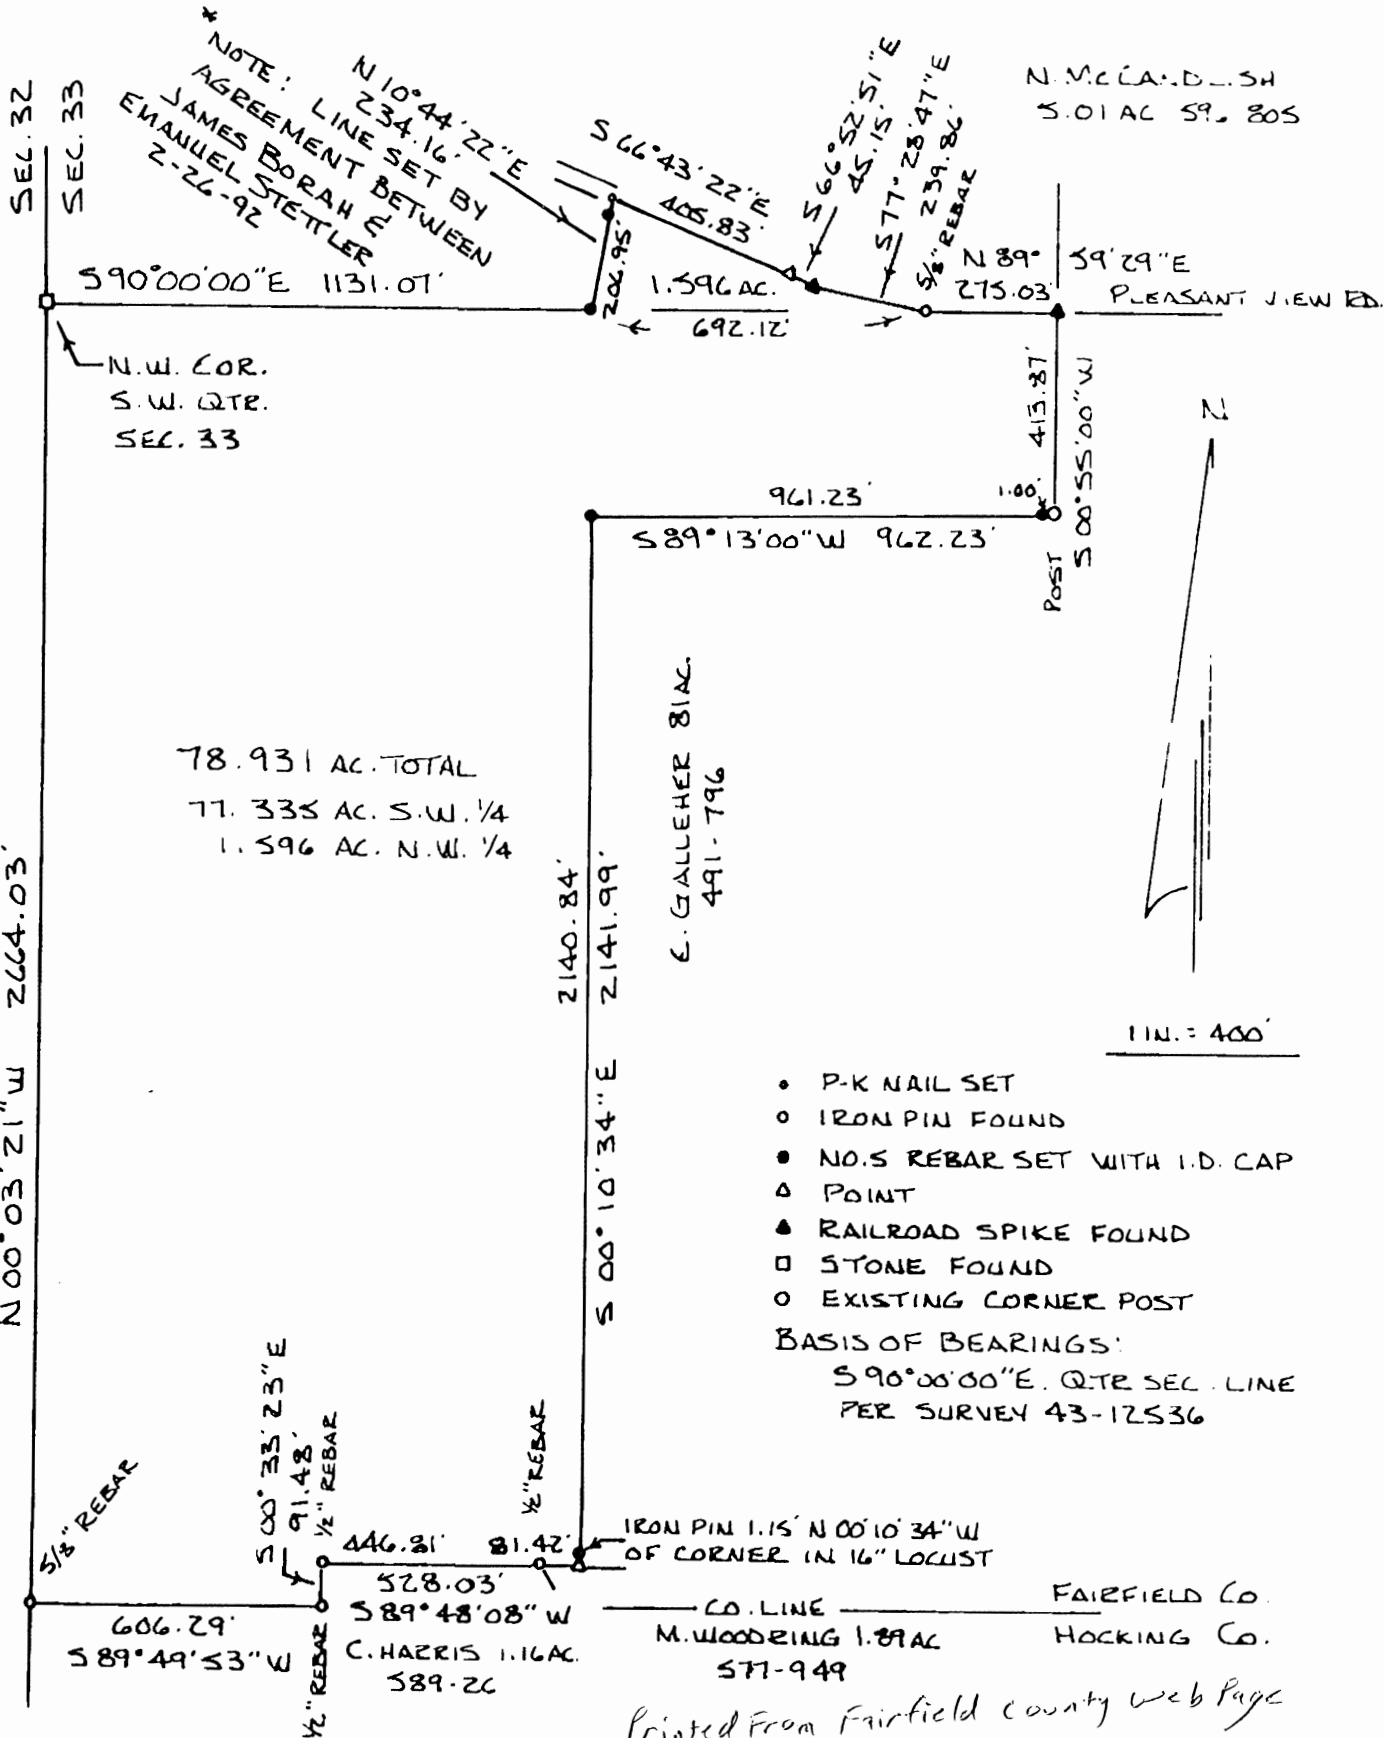 *
NOTE: LINE SET BY
AGREEMENT BETWEEN
JAMES BORAH &
EMANUEL STETTLER
2-26-92
N 10°44'22"E
234.16'
S 66°43'22"E
405.83'
S 66°52'51"E
45.15'
S 77°28'47"E
239.86'
5/8" REBAR
5.01 AC 596 805
SEC. 32
SEC. 33
S 90°00'00"E 1131.07'
206.95'
1.596 AC.
692.12'
N 89° 59'29"E
275.03'
PLEASANT VIEW RD.
N.W. COR.
S.W. QTR.
SEC. 33
413.87'
S 00°55'00"W
N
961.23'
1.00'
S 89°13'00"W 962.23'
POST
78.931 AC. TOTAL
77.335 AC. S.W. 1/4
1.596 AC. N.W. 1/4
E. GALLEHER 81AC.
491-796
N 00°03'21"W 2664.03'
2140.84'
S 00°10'34"E 2141.99'
1 IN. = 400'
P-K NAIL SET
IRON PIN FOUND
NO.5 REBAR SET WITH I.D. CAP
POINT
RAILROAD SPIKE FOUND
STONE FOUND
EXISTING CORNER POST
BASIS OF BEARINGS:
S 90°00'00"E. QTR SEC. LINE
PER SURVEY 43-12536
5/8" REBAR
S 00°33'23"E
91.48'
1/2" REBAR
1/2" REBAR
446.81'
81.42'
IRON PIN 1.15' N 00°10'34"W
OF CORNER IN 16" LOCUST
528.03'
S 89°48'08" W
606.29'
S 89°49'53"W
1/2" REBAR
C. HARRIS 1.16AC.
589-26
CO. LINE
M. WOODRING 1.89AC
577-949
FAIRFIELD CO.
HOCKING CO.
Printed From Fairfield County Web Page